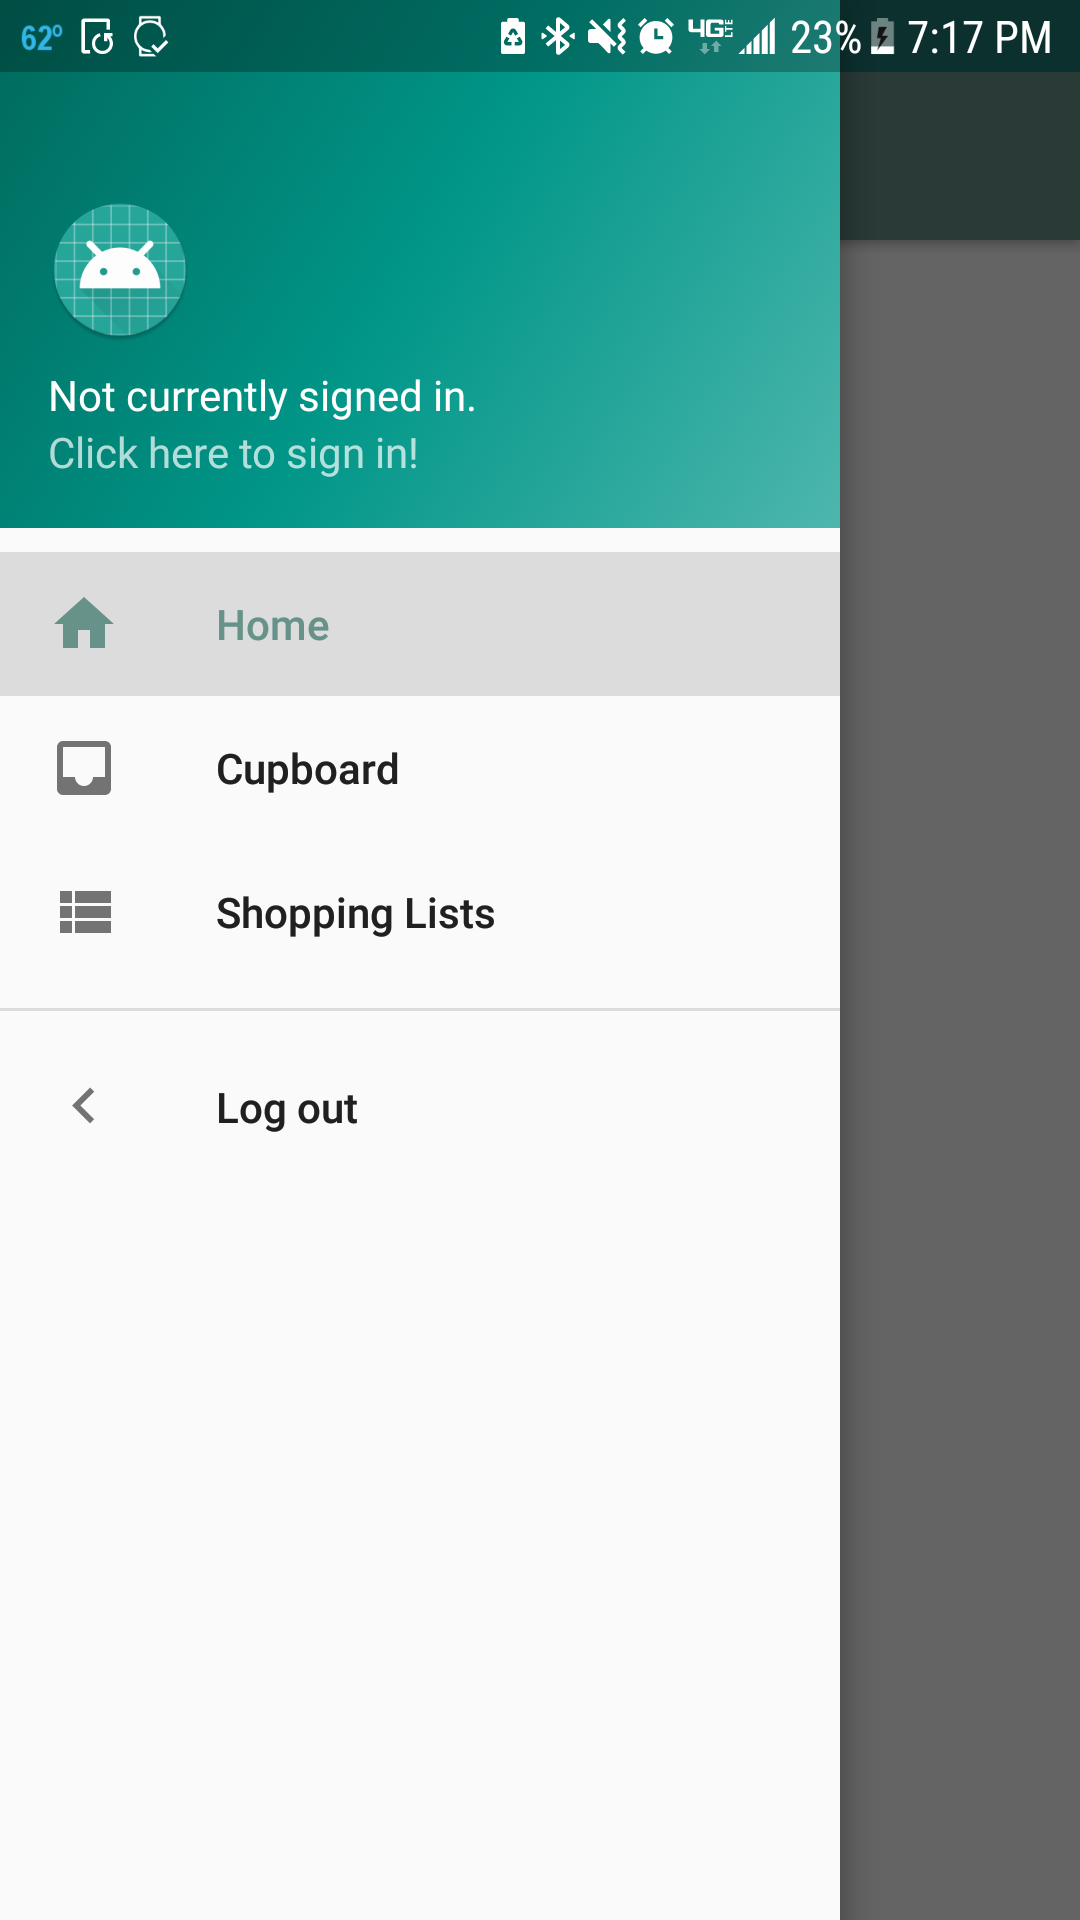 62° 4G LTE 23% 7:17 PM
Not currently signed in.
Click here to sign in!
Home
Cupboard
Shopping Lists
Log out